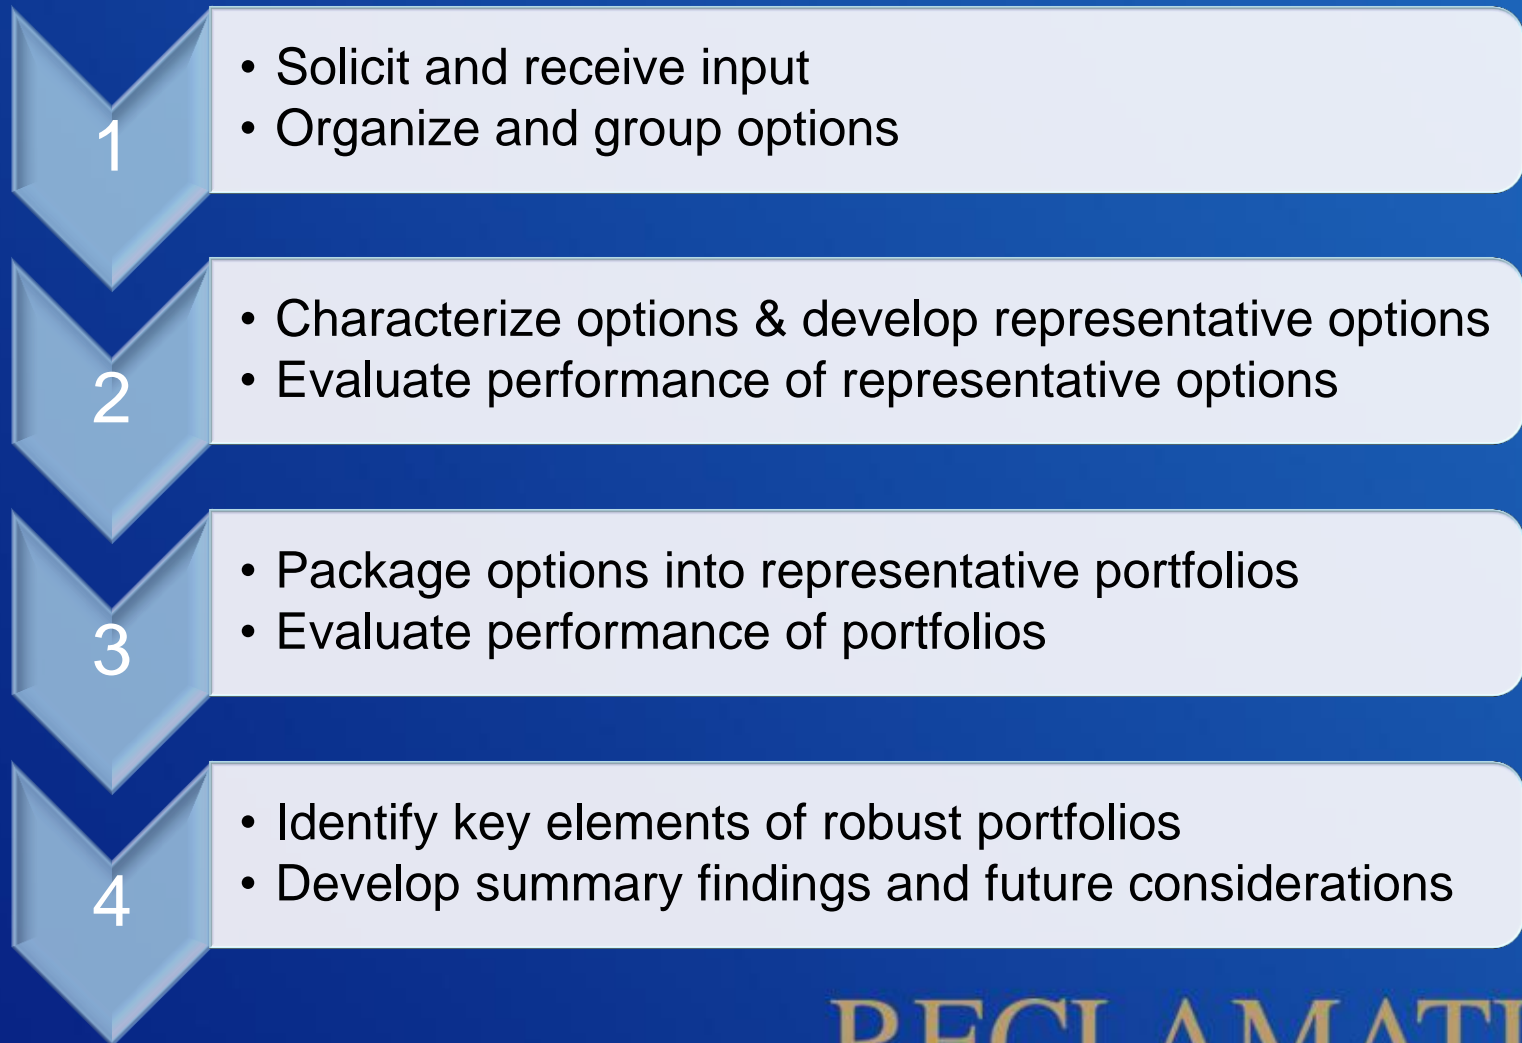 1
• Solicit and receive input
• Organize and group options
2
• Characterize options & develop representative options
• Evaluate performance of representative options
3
• Package options into representative portfolios
• Evaluate performance of portfolios
4
• Identify key elements of robust portfolios
• Develop summary findings and future considerations